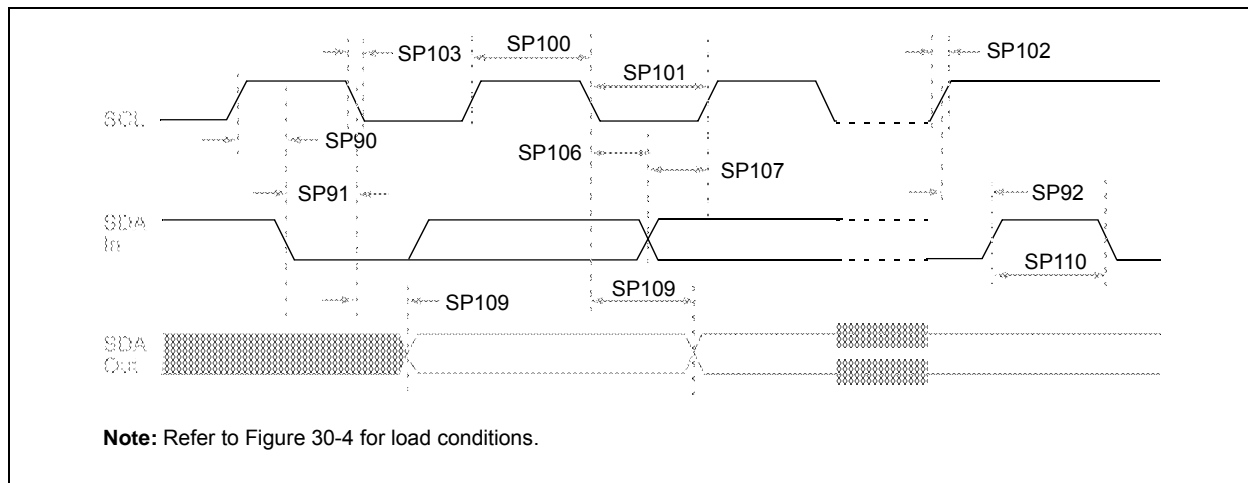 SP103
SP100
SP101
SP102
SCL
SP90
SP106
SP107
SP91
SP92
SDA
In
SP110
SP109
SP109
SDA
Out
Note: Refer to Figure 30-4 for load conditions.